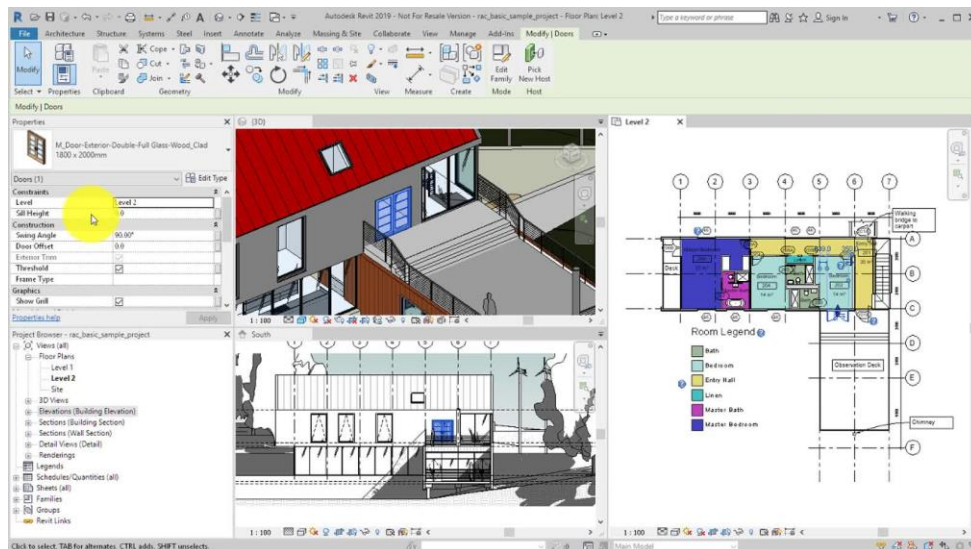 Autodesk Revit 2019 - Not For Resale Version - rac_basic_sample_project - Floor Plan: Level 2
Type a keyword or phrase
Sign In
File Architecture Structure Systems Steel Insert Annotate Analyze Massing & Site Collaborate View Manage Add-Ins Modify | Doors
Modify
Properties
Paste
Cope
Cut
Join
Edit Family
Pick New Host
Select Properties Clipboard Geometry Modify View Measure Create Mode Host
Modify | Doors
Properties
M_Door-Exterior-Double-Full Glass-Wood_Clad
1800 x 2000mm
Doors (1)
Edit Type
Constraints
Level Level 2
Sill Height
Construction
Swing Angle 90.00°
Door Offset 0.0
Exterior Trim
Threshold
Frame Type
Graphics
Show Grill
Properties help
Apply
Project Browser - rac_basic_sample_project
Views (all)
Floor Plans
Level 1
Level 2
Site
3D Views
Elevations (Building Elevation)
Sections (Building Section)
Sections (Wall Section)
Detail Views (Detail)
Renderings
Legends
Schedules/Quantities (all)
Sheets (all)
Families
Groups
Revit Links
{3D}
1 : 100
South
1 : 100
Level 2
1 2 3 4 5 6 7
Walking bridge to carport
A
B
C
D
E
F
Deck
Room Legend
Bath
Bedroom
Entry Hall
Linen
Master Bath
Master Bedroom
Observation Deck
Chimney
1 : 100
Click to select, TAB for alternates, CTRL adds, SHIFT unselects.
Main Model